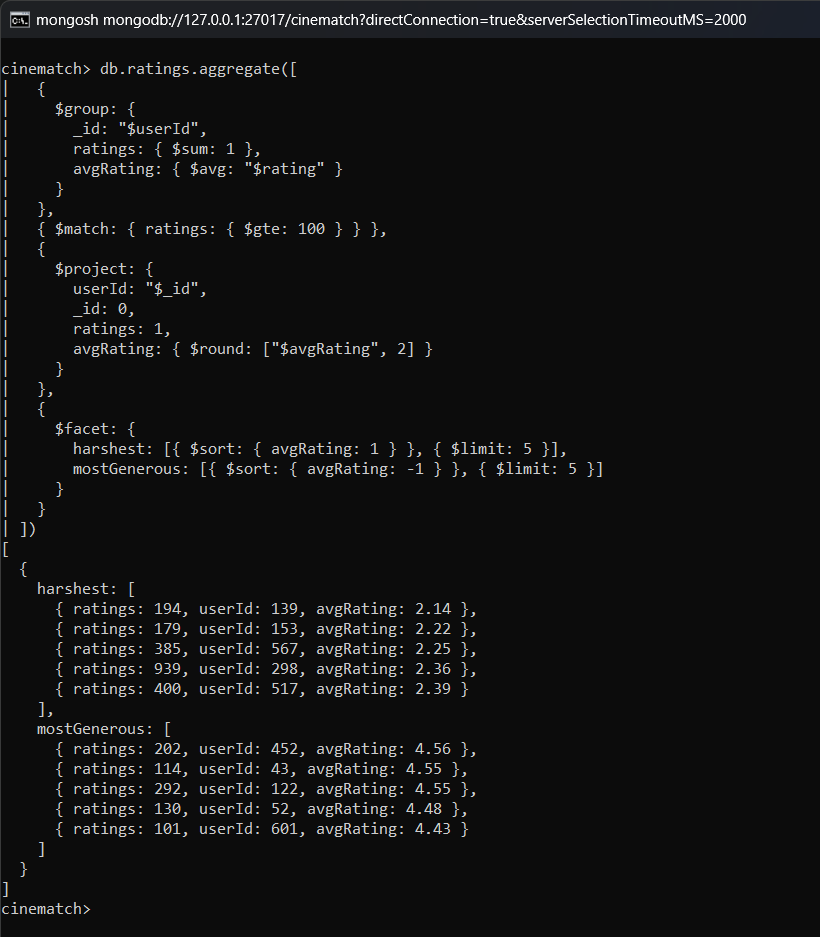 mongosh mongodb://127.0.0.1:27017/cinematch?directConnection=true&serverSelectionTimeoutMS=2000
cinematch> db.ratings.aggregate([
|   {
|     $group: {
|       _id: "$userId",
|       ratings: { $sum: 1 },
|       avgRating: { $avg: "$rating" }
|     }
|   },
|   { $match: { ratings: { $gte: 100 } } },
|   {
|     $project: {
|       userId: "$_id",
|       _id: 0,
|       ratings: 1,
|       avgRating: { $round: ["$avgRating", 2] }
|     }
|   },
|   {
|     $facet: {
|       harshest: [{ $sort: { avgRating: 1 } }, { $limit: 5 }],
|       mostGenerous: [{ $sort: { avgRating: -1 } }, { $limit: 5 }]
|     }
|   }
| ])
[
  {
    harshest: [
      { ratings: 194, userId: 139, avgRating: 2.14 },
      { ratings: 179, userId: 153, avgRating: 2.22 },
      { ratings: 385, userId: 567, avgRating: 2.25 },
      { ratings: 939, userId: 298, avgRating: 2.36 },
      { ratings: 400, userId: 517, avgRating: 2.39 }
    ],
    mostGenerous: [
      { ratings: 202, userId: 452, avgRating: 4.56 },
      { ratings: 114, userId: 43, avgRating: 4.55 },
      { ratings: 292, userId: 122, avgRating: 4.55 },
      { ratings: 130, userId: 52, avgRating: 4.48 },
      { ratings: 101, userId: 601, avgRating: 4.43 }
    ]
  }
]
cinematch>